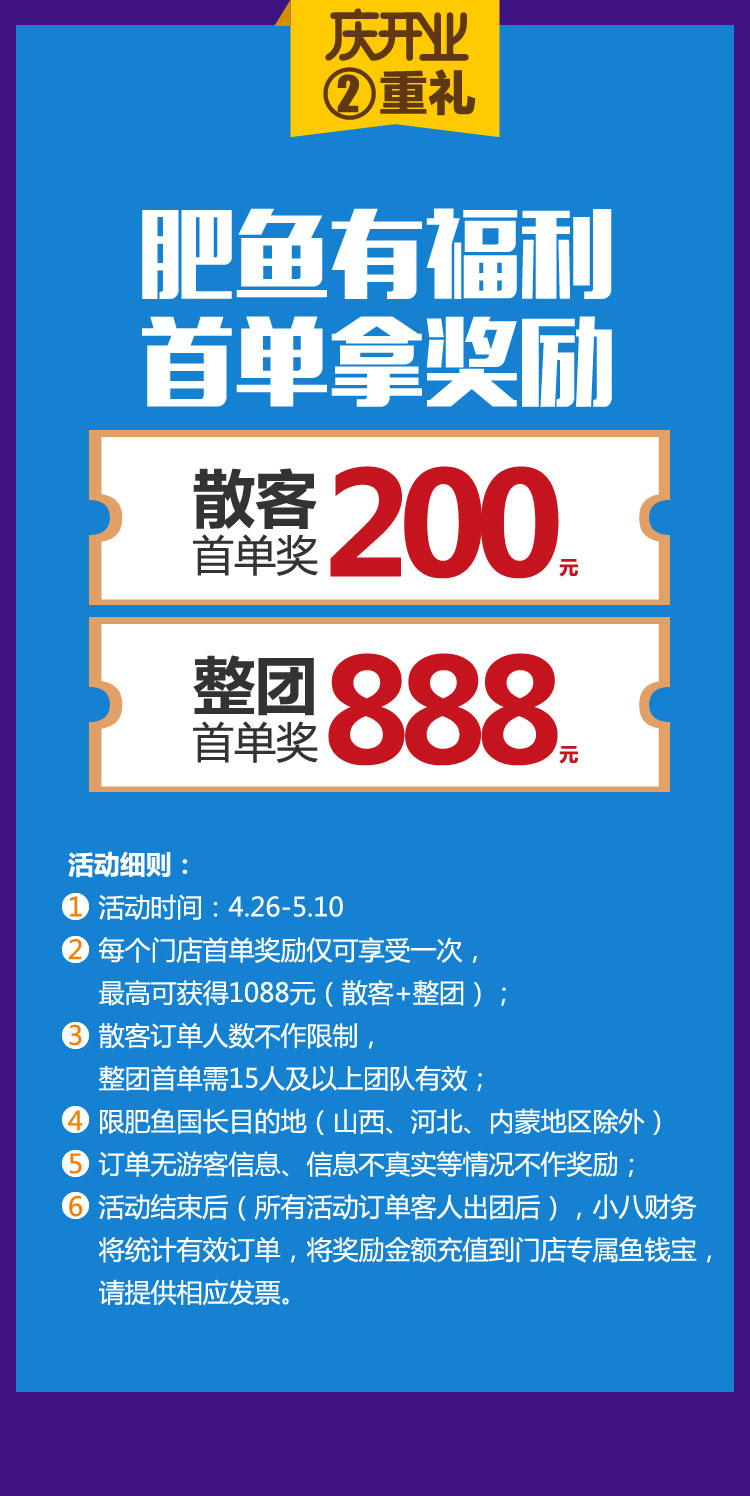 庆开业
②重礼
肥鱼有福利
首单拿奖励
散客
首单奖
200元
整团
首单奖
888元
活动细则：
① 活动时间：4.26-5.10
② 每个门店首单奖励仅可享受一次，
最高可获得1088元（散客+整团）；
③ 散客订单人数不作限制，
整团首单需15人及以上团队有效；
④ 限肥鱼国长目的地（山西、河北、内蒙地区除外）
⑤ 订单无游客信息、信息不真实等情况不作奖励；
⑥ 活动结束后（所有活动订单客人出团后），小八财务
将统计有效订单，将奖励金额充值到门店专属鱼钱宝，
请提供相应发票。